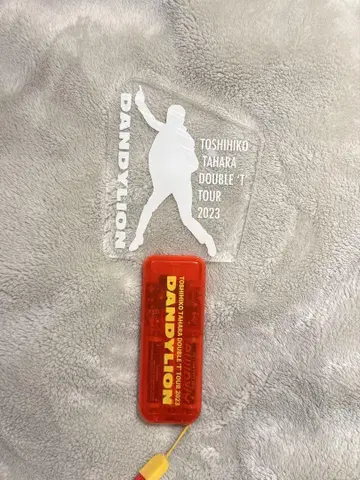 DANDYLION
TOSHIHIKO
TAHARA
DOUBLE 'T'
TOUR
2023
TOSHIHIKO TAHARA DOUBLE 'T' TOUR 2023
DANDYLION